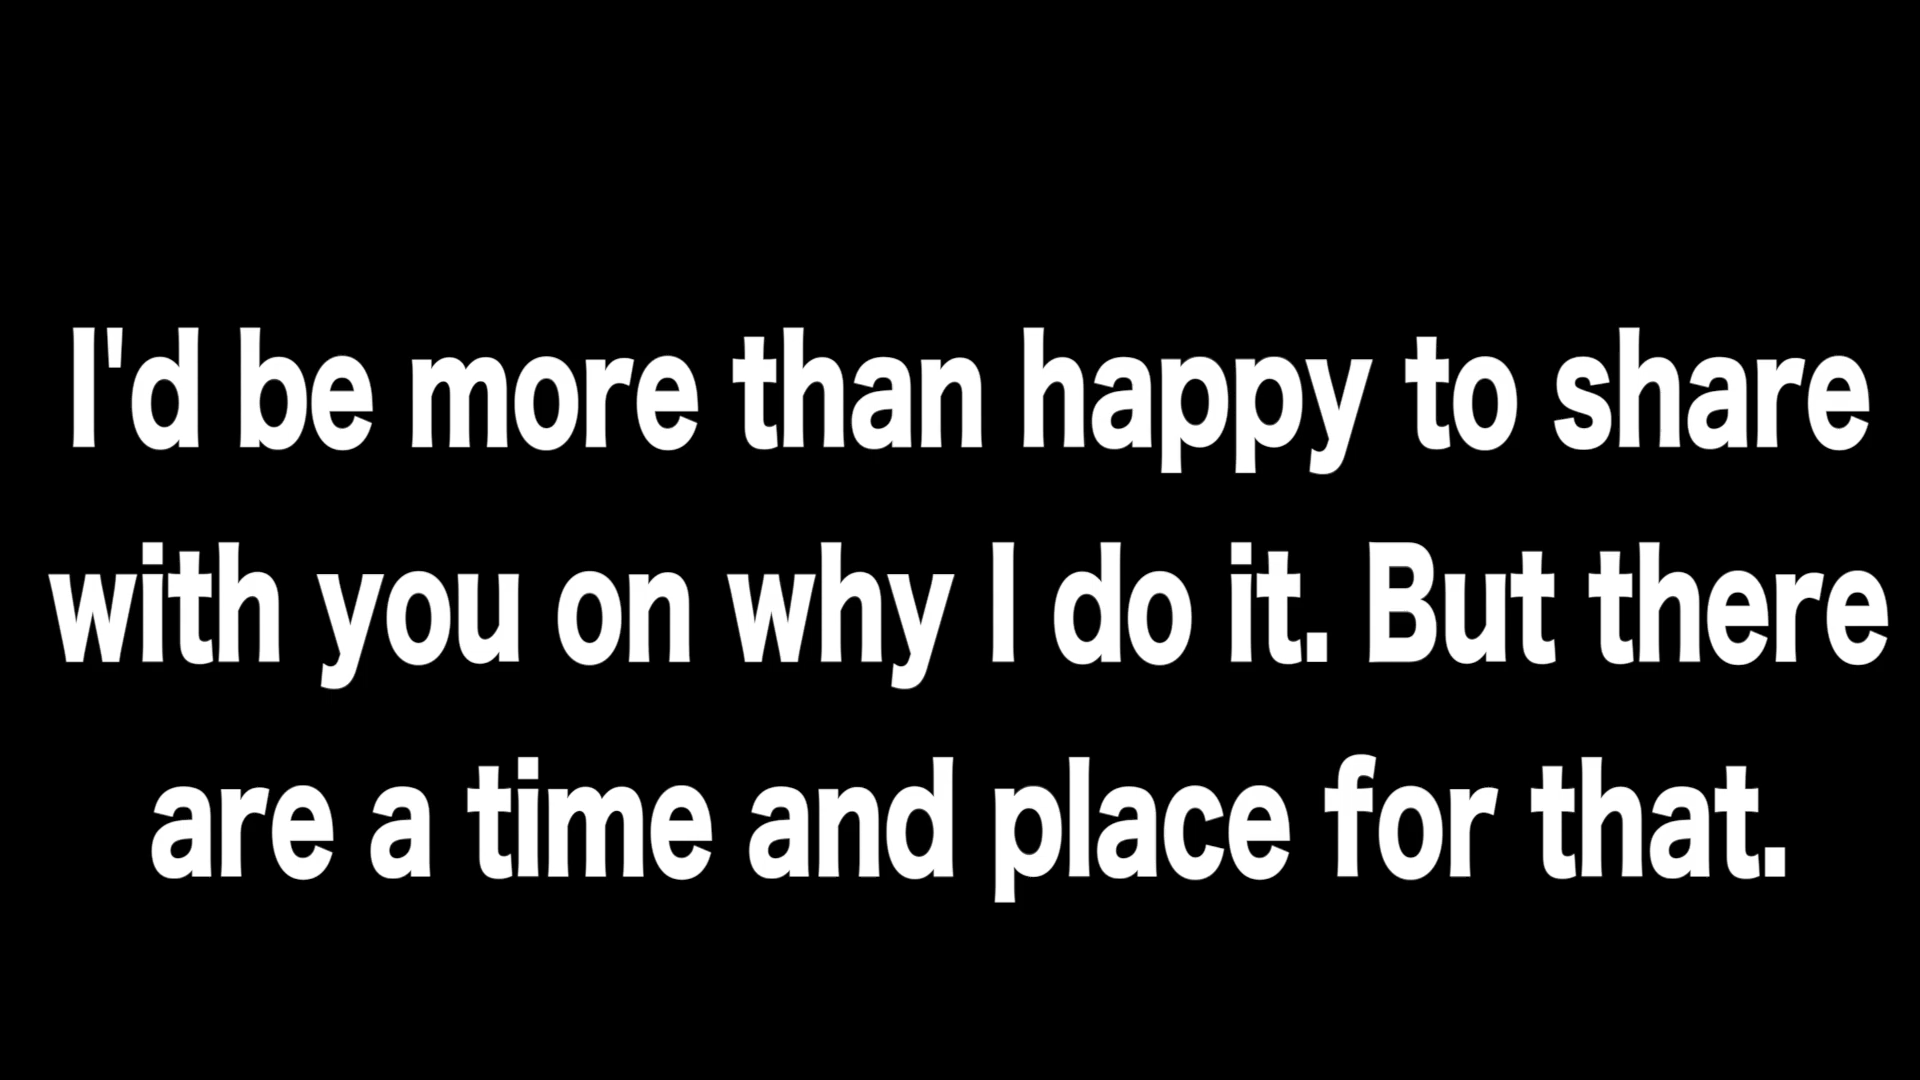 I'd be more than happy to share
with you on why I do it. But there
are a time and place for that.